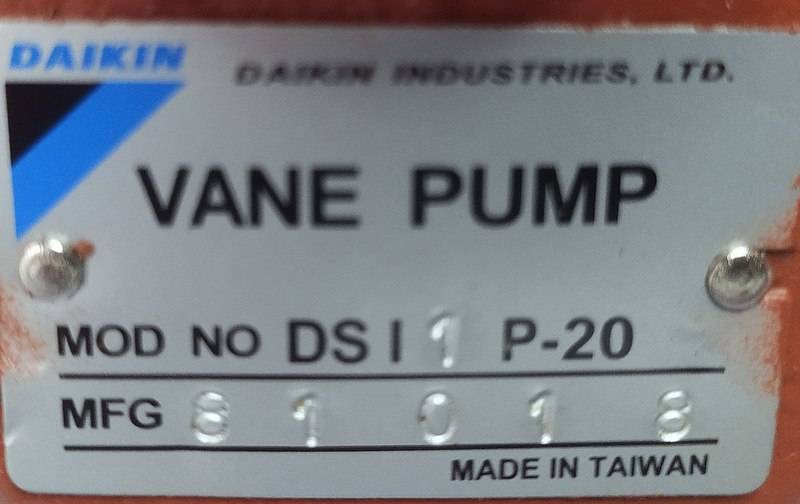 DAIKIN
DAIKIN INDUSTRIES, LTD.
VANE PUMP
MOD NO DS I 1 P-20
MFG 8 1 0 1 8
MADE IN TAIWAN